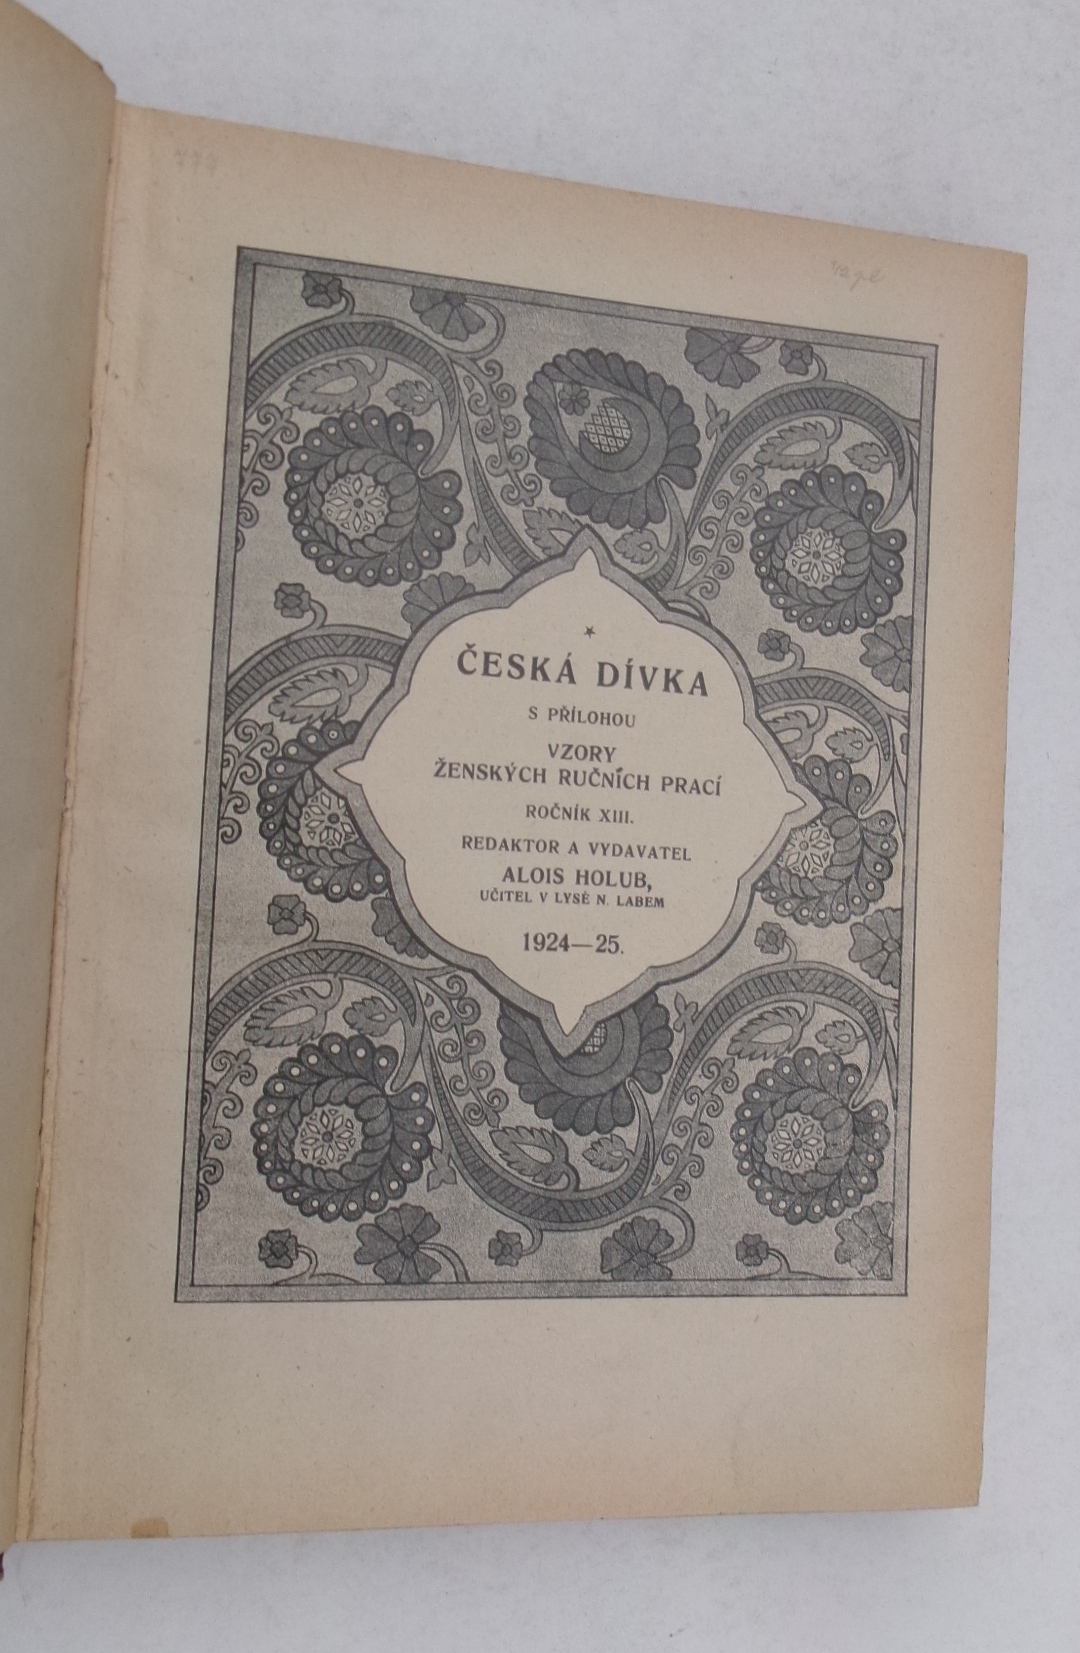 ČESKÁ DÍVKA
S PŘÍLOHOU
VZORY
ŽENSKÝCH RUČNÍCH PRACÍ
ROČNÍK XIII.
REDAKTOR A VYDAVATEL
ALOIS HOLUB,
UČITEL V LYSÉ N. LABEM
1924—25.